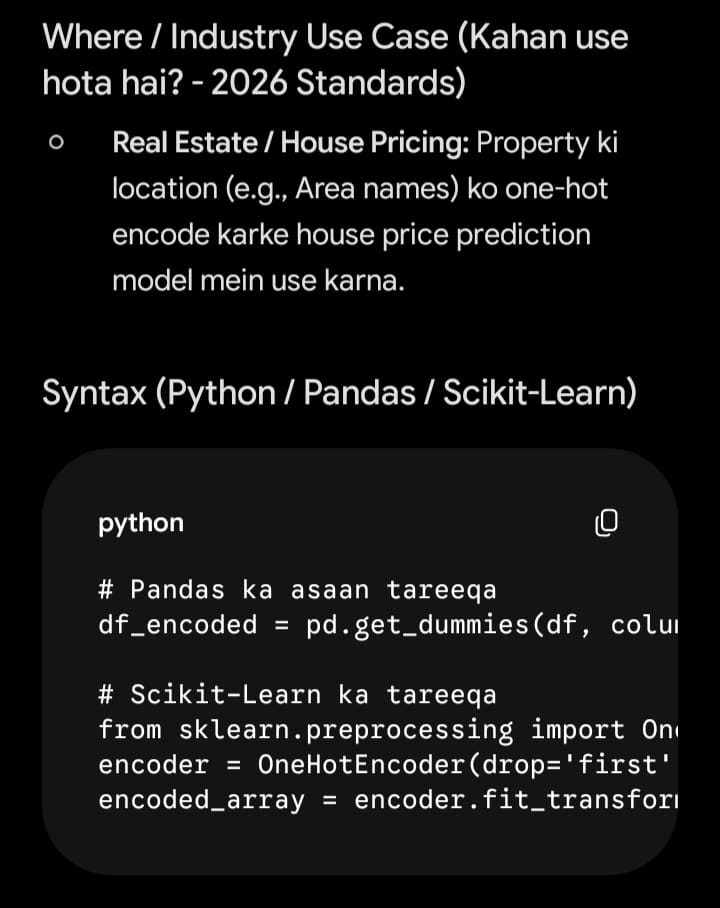 Where / Industry Use Case (Kahan use
hota hai? - 2026 Standards)
Real Estate / House Pricing: Property ki
location (e.g., Area names) ko one-hot
encode karke house price prediction
model mein use karna.
Syntax (Python / Pandas / Scikit-Learn)
python
# Pandas ka asaan tareeqa
df_encoded = pd.get_dummies(df, colu
# Scikit-Learn ka tareeqa
from sklearn.preprocessing import On
encoder = OneHotEncoder(drop='first'
encoded_array = encoder.fit_transfor